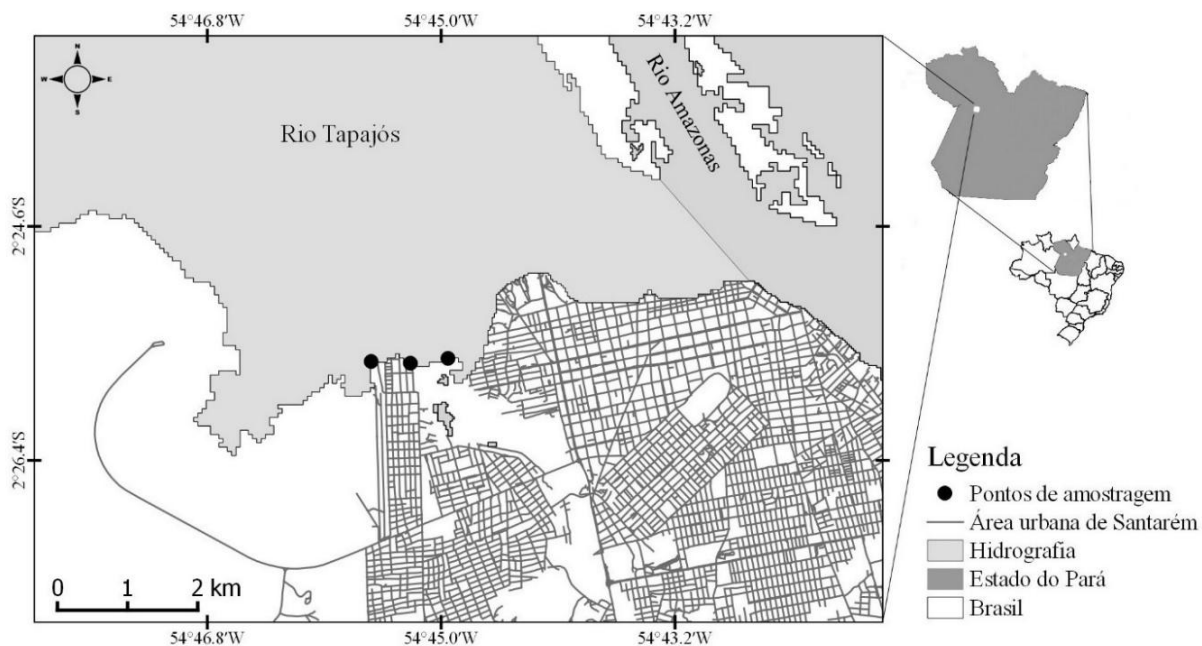 54°46.8'W
54°45.0'W
54°43.2'W
N
W
E
S
Rio Tapajós
Rio Amazonas
2°24.6'S
2°26.4'S
0
1
2 km
54°46.8'W
54°45.0'W
54°43.2'W
Legenda
Pontos de amostragem
Área urbana de Santarém
Hidrografia
Estado do Pará
Brasil